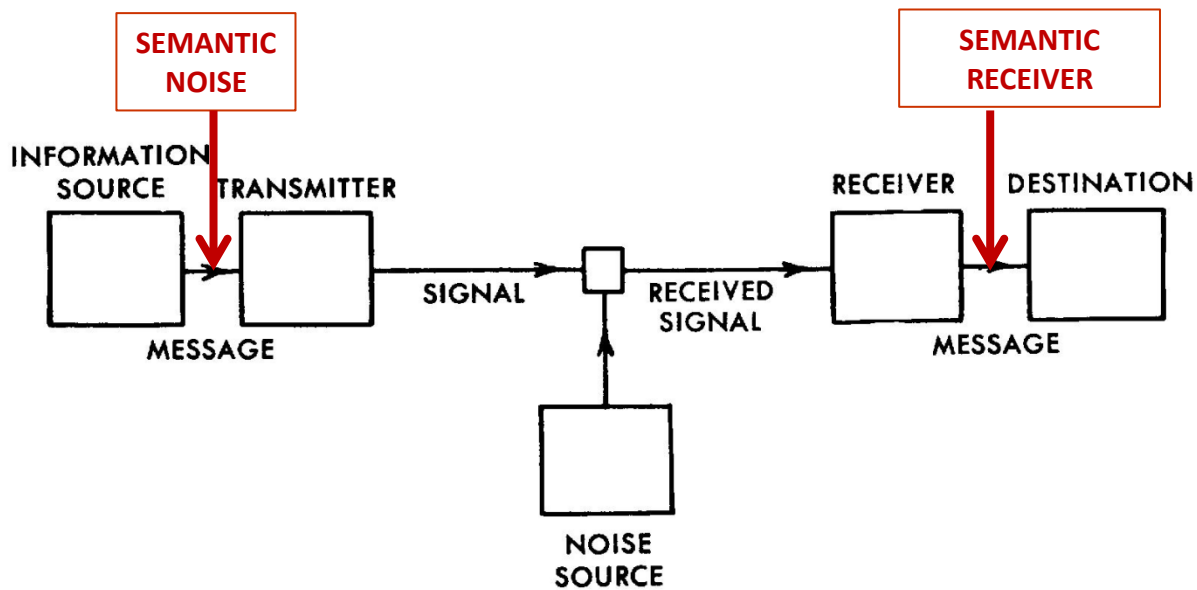 SEMANTIC
NOISE
SEMANTIC
RECEIVER
INFORMATION
SOURCE
TRANSMITTER
RECEIVER
DESTINATION
SIGNAL
RECEIVED
SIGNAL
MESSAGE
MESSAGE
NOISE
SOURCE